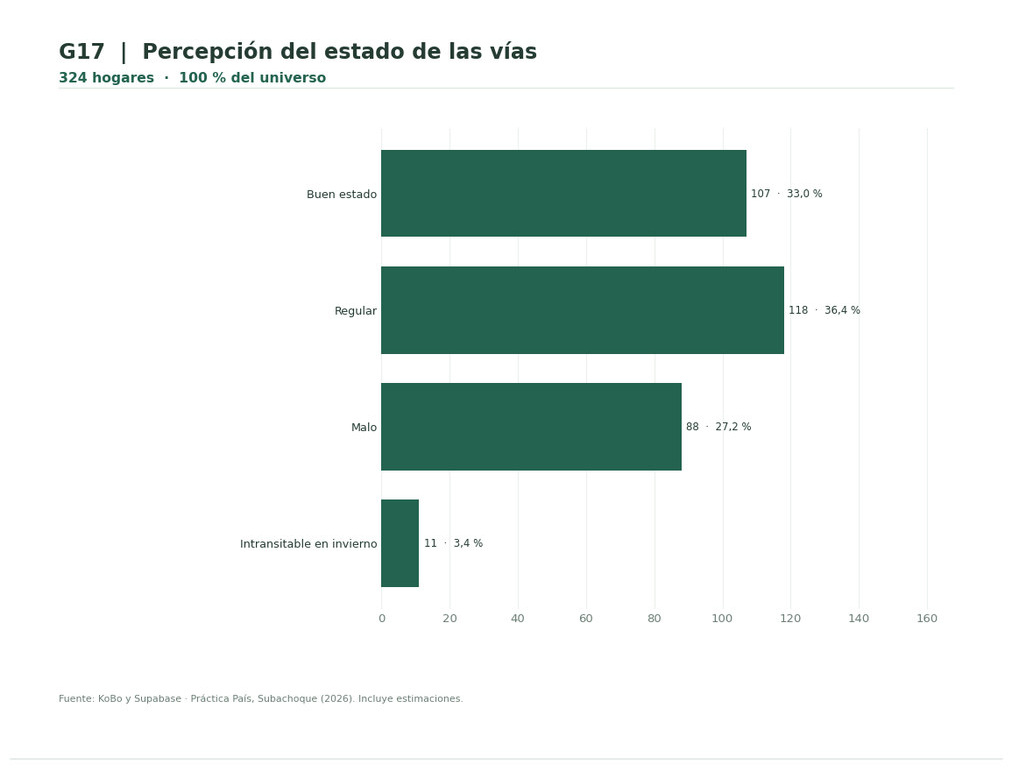 G17 | Percepción del estado de las vías
324 hogares · 100 % del universo
Buen estado 107 · 33,0 %
Regular 118 · 36,4 %
Malo 88 · 27,2 %
Intransitable en invierno 11 · 3,4 %
0 20 40 60 80 100 120 140 160
Fuente: KoBo y Supabase · Práctica País, Subachoque (2026). Incluye estimaciones.